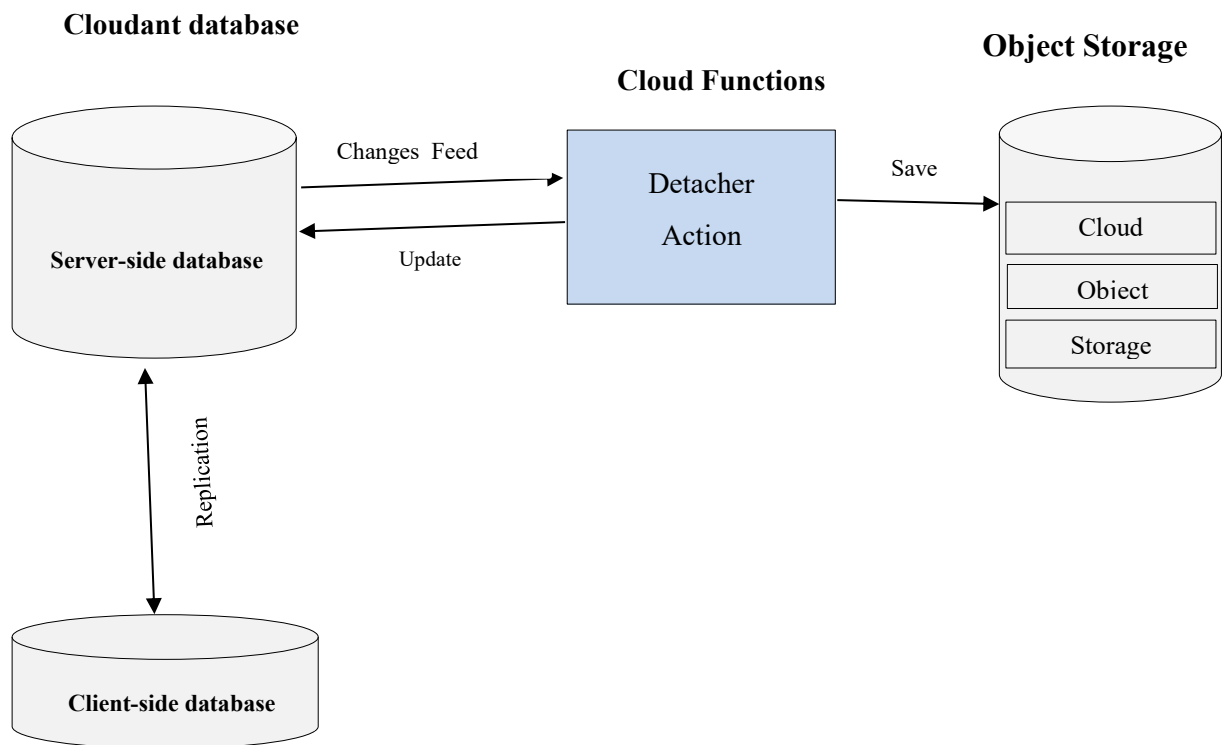 Cloudant database
Object Storage
Cloud Functions
Changes Feed
Detacher
Action
Save
Server-side database
Update
Cloud
Object
Storage
Replication
Client-side database